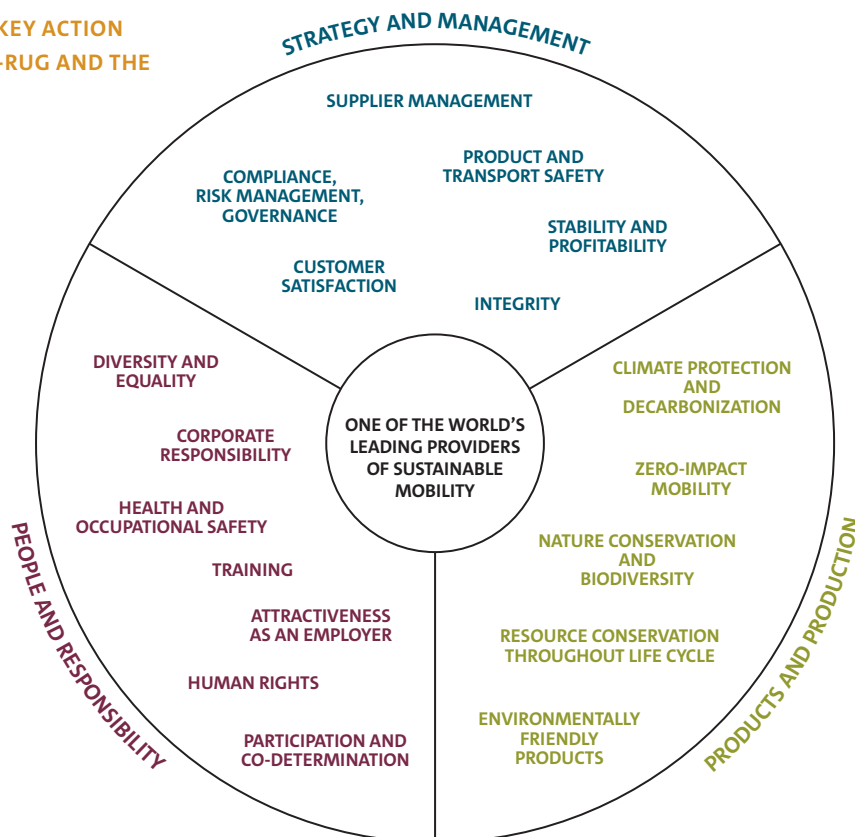 KEY ACTION
-RUG AND THE
STRATEGY AND MANAGEMENT
SUPPLIER MANAGEMENT
PRODUCT AND
TRANSPORT SAFETY
COMPLIANCE,
RISK MANAGEMENT,
GOVERNANCE
STABILITY AND
PROFITABILITY
CUSTOMER
SATISFACTION
INTEGRITY
DIVERSITY AND
EQUALITY
CORPORATE
RESPONSIBILITY
HEALTH AND
OCCUPATIONAL SAFETY
TRAINING
ATTRACTIVENESS
AS AN EMPLOYER
HUMAN RIGHTS
PARTICIPATION AND
CO-DETERMINATION
PEOPLE AND RESPONSIBILITY
ONE OF THE WORLD’S
LEADING PROVIDERS
OF SUSTAINABLE
MOBILITY
CLIMATE PROTECTION
AND
DECARBONIZATION
ZERO-IMPACT
MOBILITY
NATURE CONSERVATION
AND
BIODIVERSITY
RESOURCE CONSERVATION
THROUGHOUT LIFE CYCLE
ENVIRONMENTALLY
FRIENDLY
PRODUCTS
PRODUCTS AND PRODUCTION